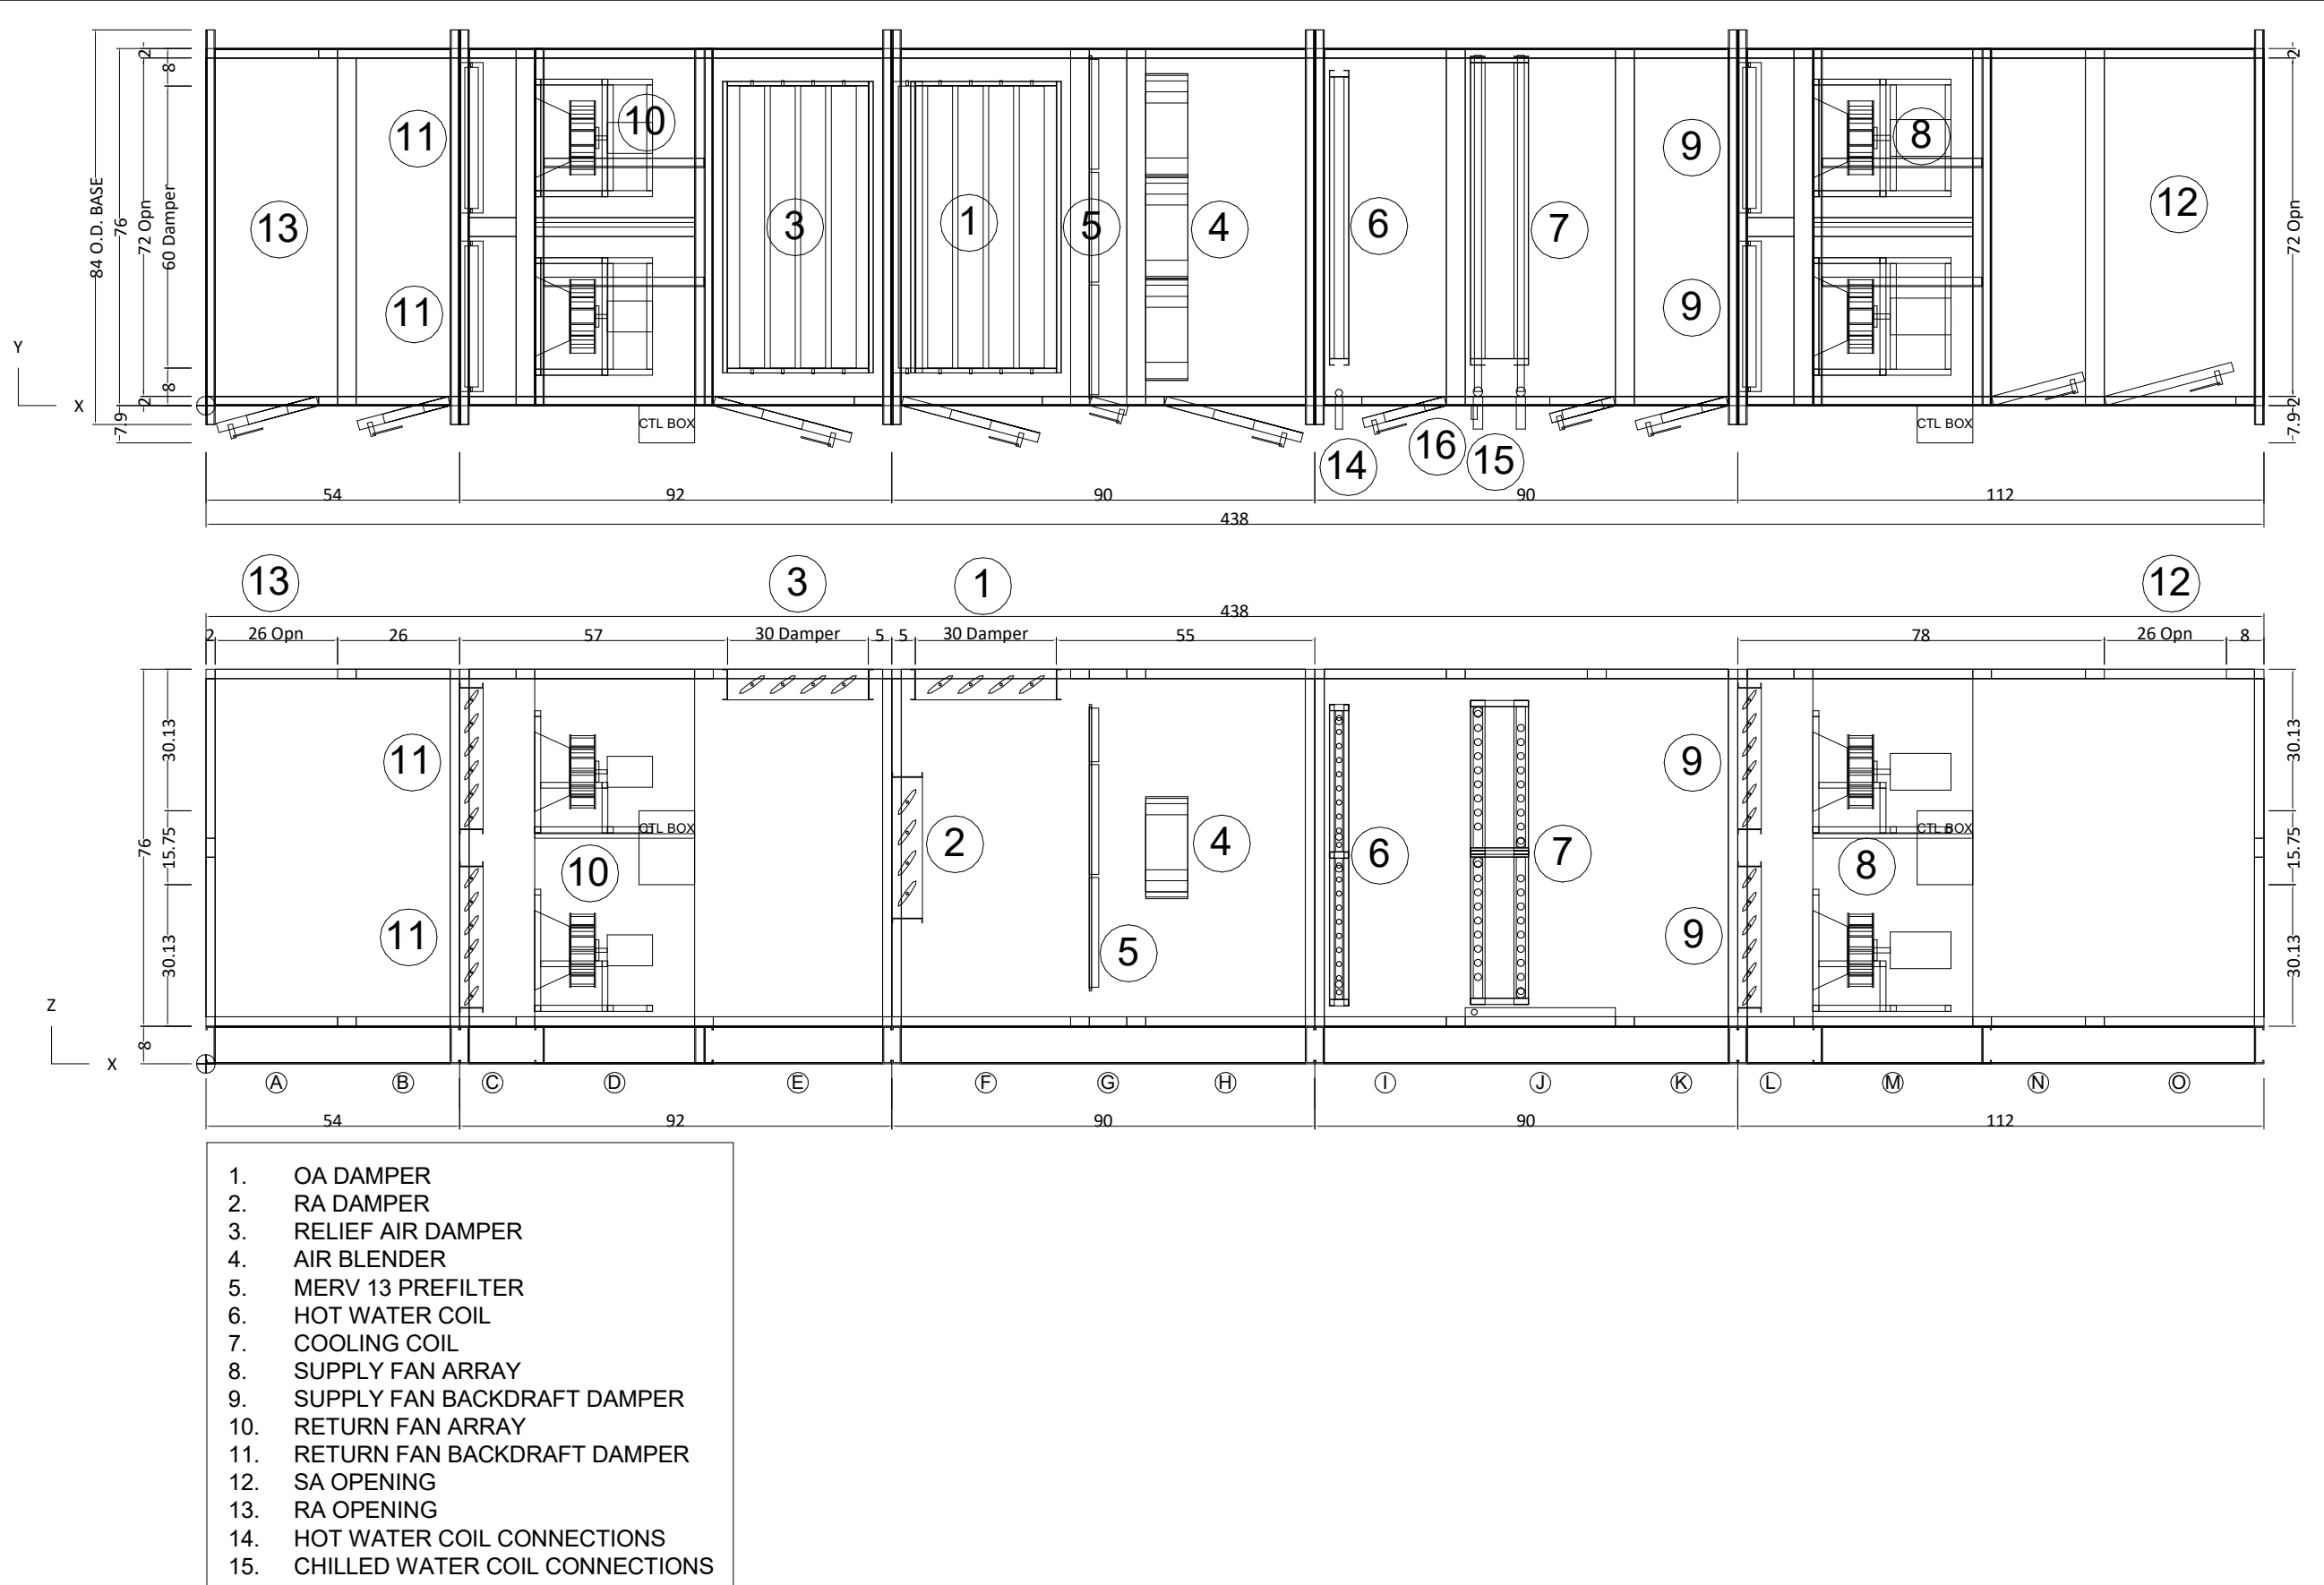 2
8
84 O.D. BASE
76
72 Opn
60 Damper
8
2
7.9
Y
X
11
10
13
3
1
5
4
6
7
9
8
12
11
9
CTL BOX
CTL BOX
14
16
15
2
72 Opn
2
7.9
54
92
90
90
112
438
13
3
1
12
438
2
26 Opn
26
57
30 Damper
5
5
30 Damper
55
78
26 Opn
8
30.13
76
15.75
30.13
8
Z
X
11
11
10
CTL BOX
2
5
4
6
7
9
9
8
CTL BOX
30.13
15.75
30.13
A
B
C
D
E
F
G
H
I
J
K
L
M
N
O
54
92
90
90
112
1. OA DAMPER
2. RA DAMPER
3. RELIEF AIR DAMPER
4. AIR BLENDER
5. MERV 13 PREFILTER
6. HOT WATER COIL
7. COOLING COIL
8. SUPPLY FAN ARRAY
9. SUPPLY FAN BACKDRAFT DAMPER
10. RETURN FAN ARRAY
11. RETURN FAN BACKDRAFT DAMPER
12. SA OPENING
13. RA OPENING
14. HOT WATER COIL CONNECTIONS
15. CHILLED WATER COIL CONNECTIONS